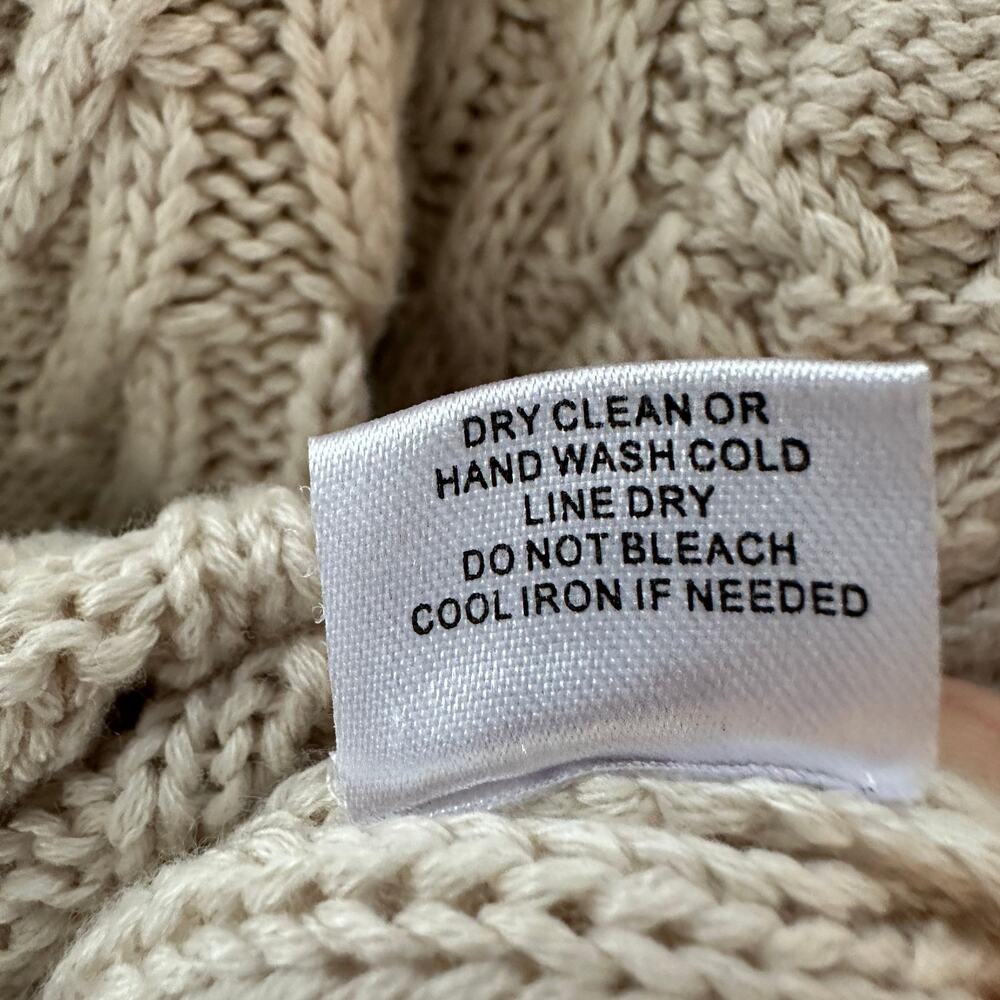 DRY CLEAN OR
HAND WASH COLD
LINE DRY
DO NOT BLEACH
COOL IRON IF NEEDED